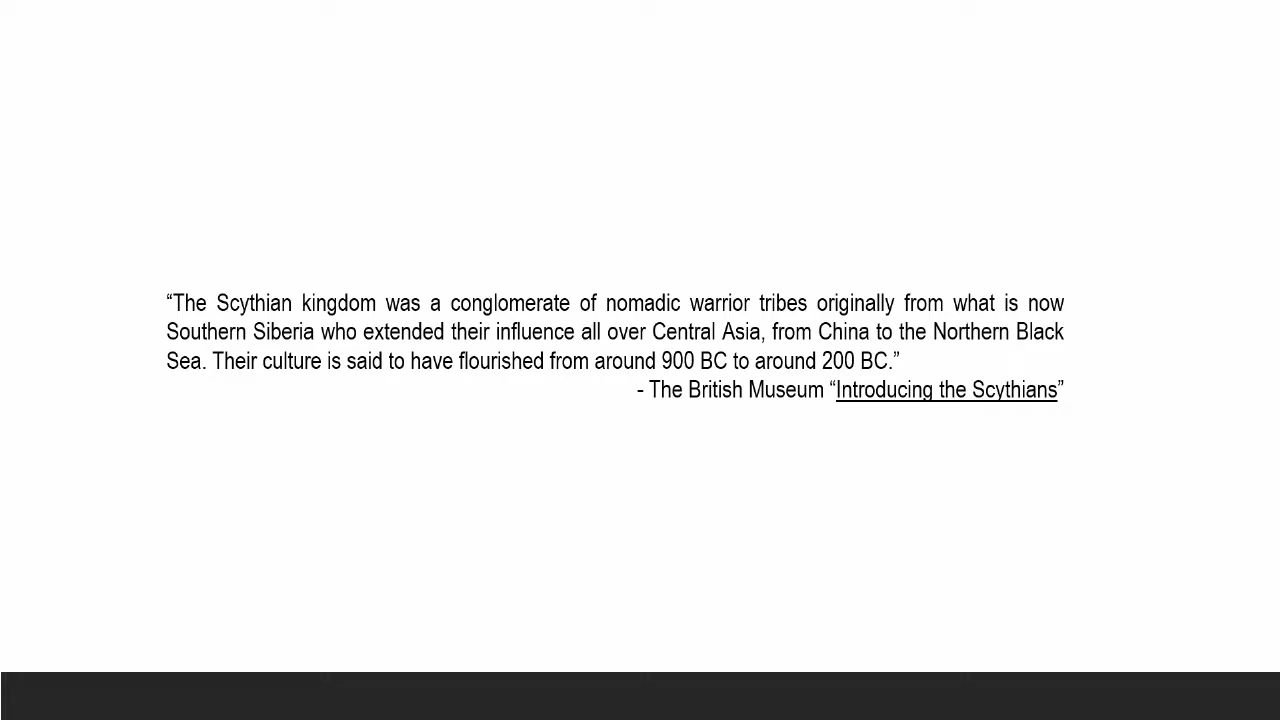 “The Scythian kingdom was a conglomerate of nomadic warrior tribes originally from what is now
Southern Siberia who extended their influence all over Central Asia, from China to the Northern Black
Sea. Their culture is said to have flourished from around 900 BC to around 200 BC.”
- The British Museum “Introducing the Scythians”